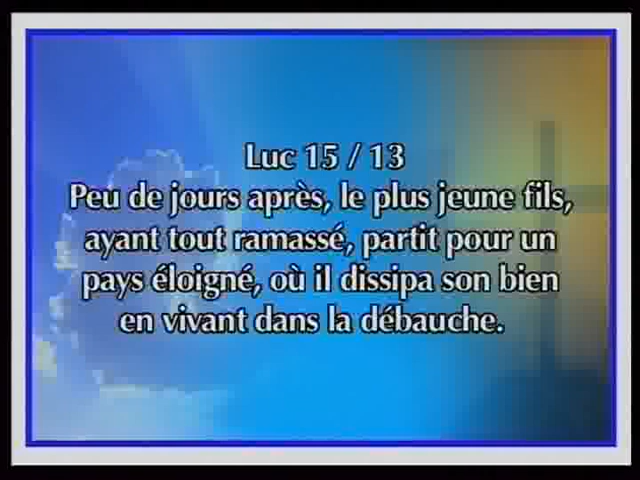 Luc 15 / 13
Peu de jours après, le plus jeune fils,
ayant tout ramassé, partit pour un
pays éloigné, où il dissipa son bien
en vivant dans la débauche.